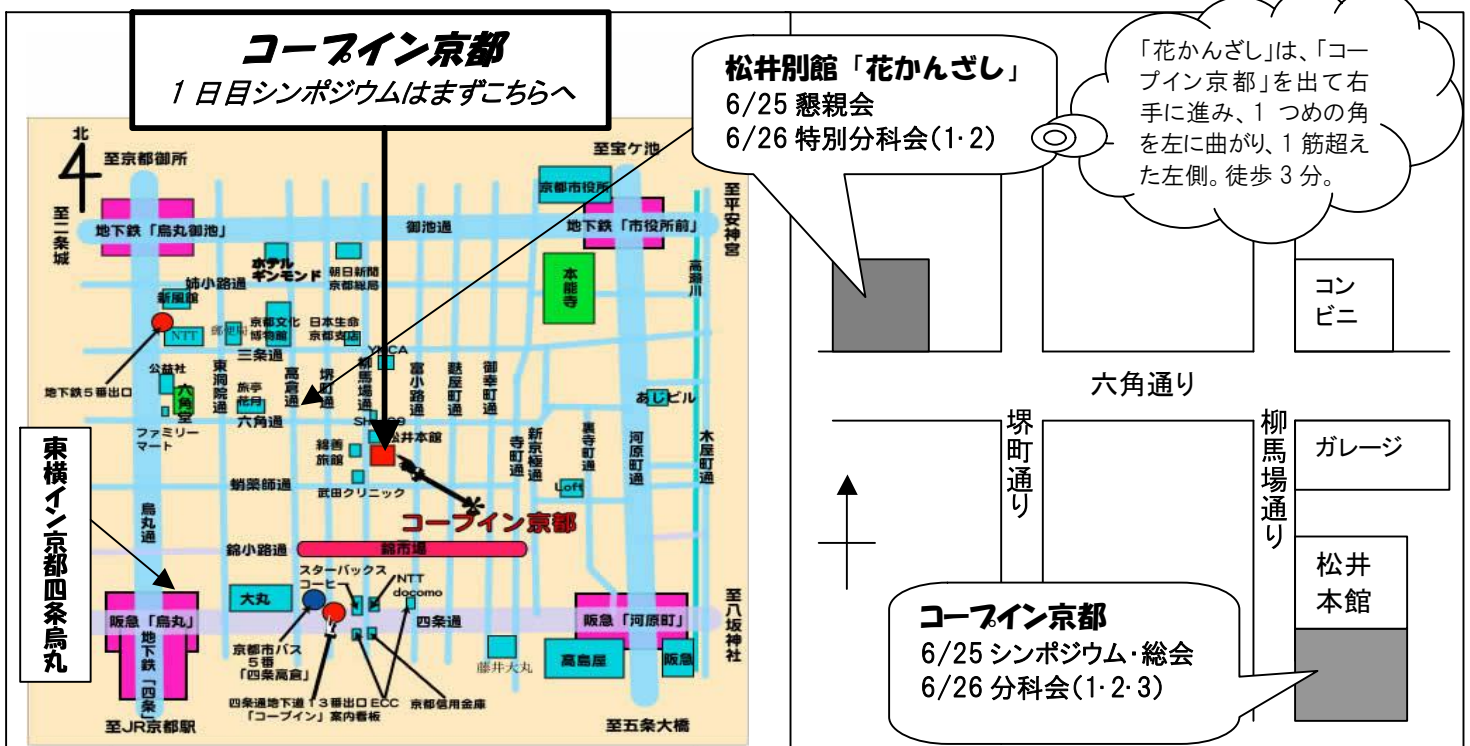 コープイン京都
1日目シンポジウムはまずこちらへ
北
至京都御所
至二条城
至宝ケ池
至平安神宮
京都市役所
地下鉄「烏丸御池」
御池通
地下鉄「市役所前」
高瀬川
ホテル
ギンモンド
朝日新聞
京都総局
姉小路通
新風館
本能寺
NTT
郵便局
京都文化
博物館
日本生命
京都支店
三条通
YMCA
地下鉄5番出口
公益社
六角堂
東洞院通
旅亭
花月
高倉通
堺町通
柳馬場通
富小路通
麩屋町通
御幸町通
あじビル
六角通
ファミリー
マート
松井本館
綿善
旅館
寺町通
新京極通
裏寺町通
河原町通
木屋町通
蛸薬師通
武田クリニック
Loft
烏丸通
コープイン京都
錦小路通
錦市場
スターバックス
コーヒー
NTT
docomo
大丸
阪急「烏丸」
四条通
阪急「河原町」
至八坂神社
地下鉄「四条」
京都市バス
5番
「四条高倉」
藤井大丸
高島屋
阪急
四条通地下道13番出口
「コープイン」案内看板
ECC
京都信用金庫
至JR京都駅
至五条大橋
東横イン京都四条烏丸
松井別館「花かんざし」
6/25 懇親会
6/26 特別分科会(1･2)
「花かんざし」は、「コー
プイン京都」を出て右
手に進み、1 つめの角
を左に曲がり、1 筋超え
た左側。徒歩 3 分。
コン
ビニ
六角通り
堺町通り
柳馬場通り
ガレージ
松井
本館
コープイン京都
6/25 シンポジウム･総会
6/26 分科会(1･2･3)